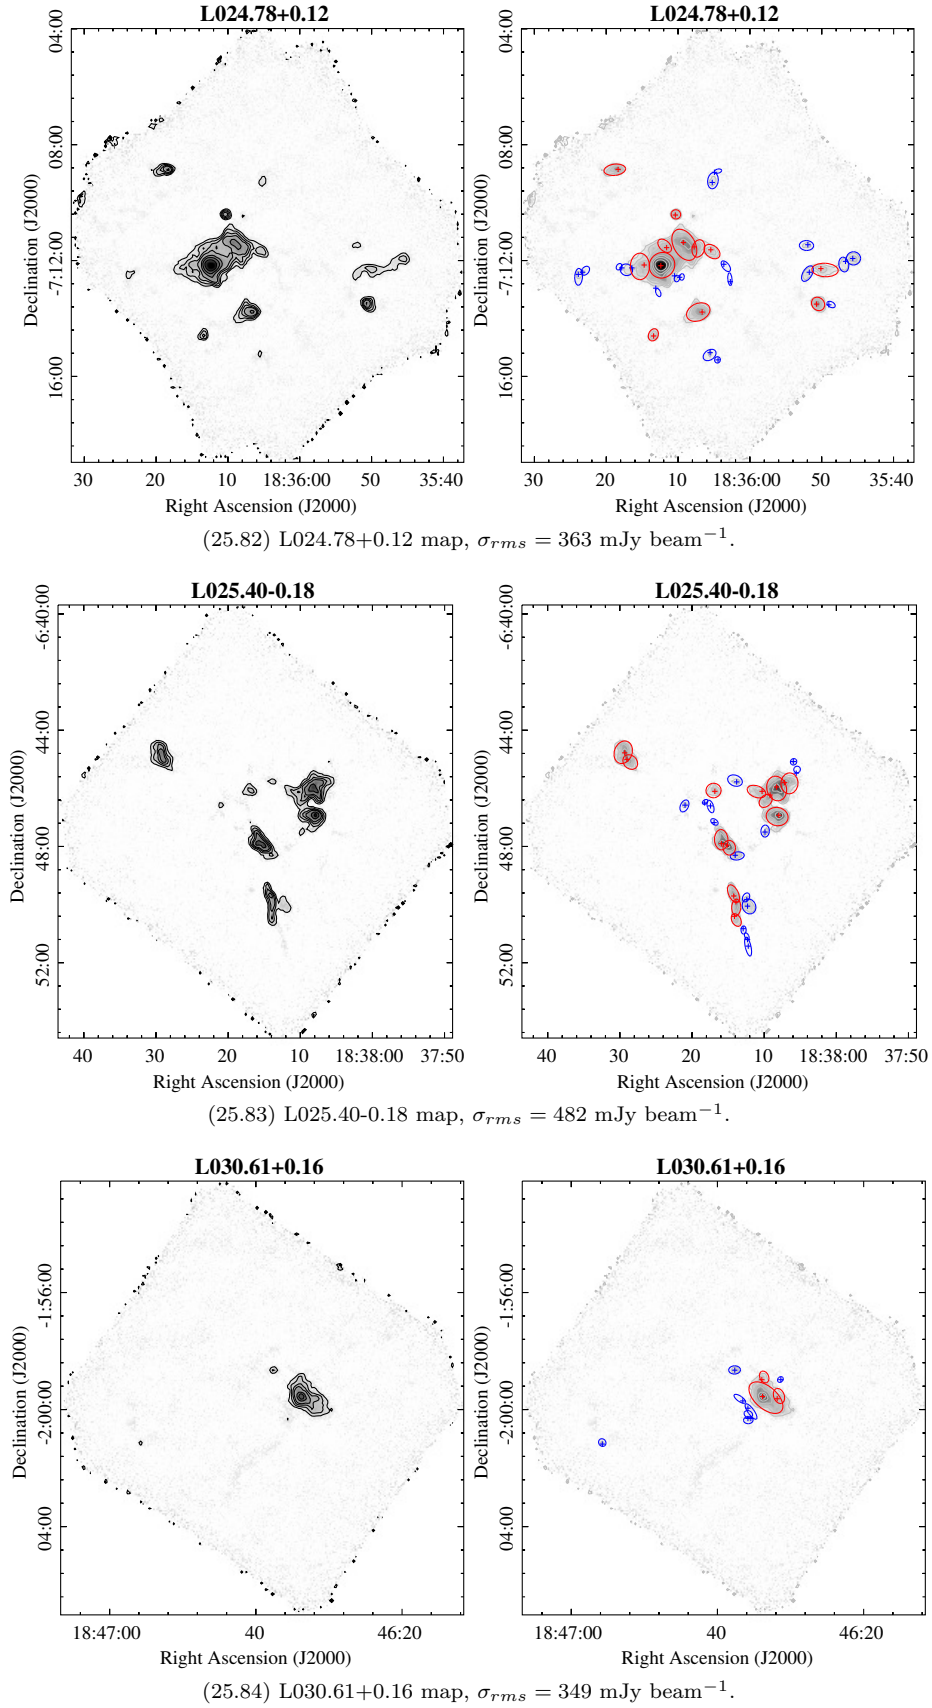 L024.78+0.12
L024.78+0.12
Declination (J2000)
04:00
08:00
-7:12:00
16:00
30 20 10 18:36:00 50 35:40
Right Ascension (J2000)
Declination (J2000)
04:00
08:00
-7:12:00
16:00
30 20 10 18:36:00 50 35:40
Right Ascension (J2000)
(25.82) L024.78+0.12 map, σrms = 363 mJy beam⁻¹.
L025.40-0.18
L025.40-0.18
Declination (J2000)
-6:40:00
44:00
48:00
52:00
40 30 20 10 18:38:00 37:50
Right Ascension (J2000)
Declination (J2000)
-6:40:00
44:00
48:00
52:00
40 30 20 10 18:38:00 37:50
Right Ascension (J2000)
(25.83) L025.40-0.18 map, σrms = 482 mJy beam⁻¹.
L030.61+0.16
L030.61+0.16
Declination (J2000)
-1:56:00
-2:00:00
04:00
18:47:00 40 46:20
Right Ascension (J2000)
Declination (J2000)
-1:56:00
-2:00:00
04:00
18:47:00 40 46:20
Right Ascension (J2000)
(25.84) L030.61+0.16 map, σrms = 349 mJy beam⁻¹.